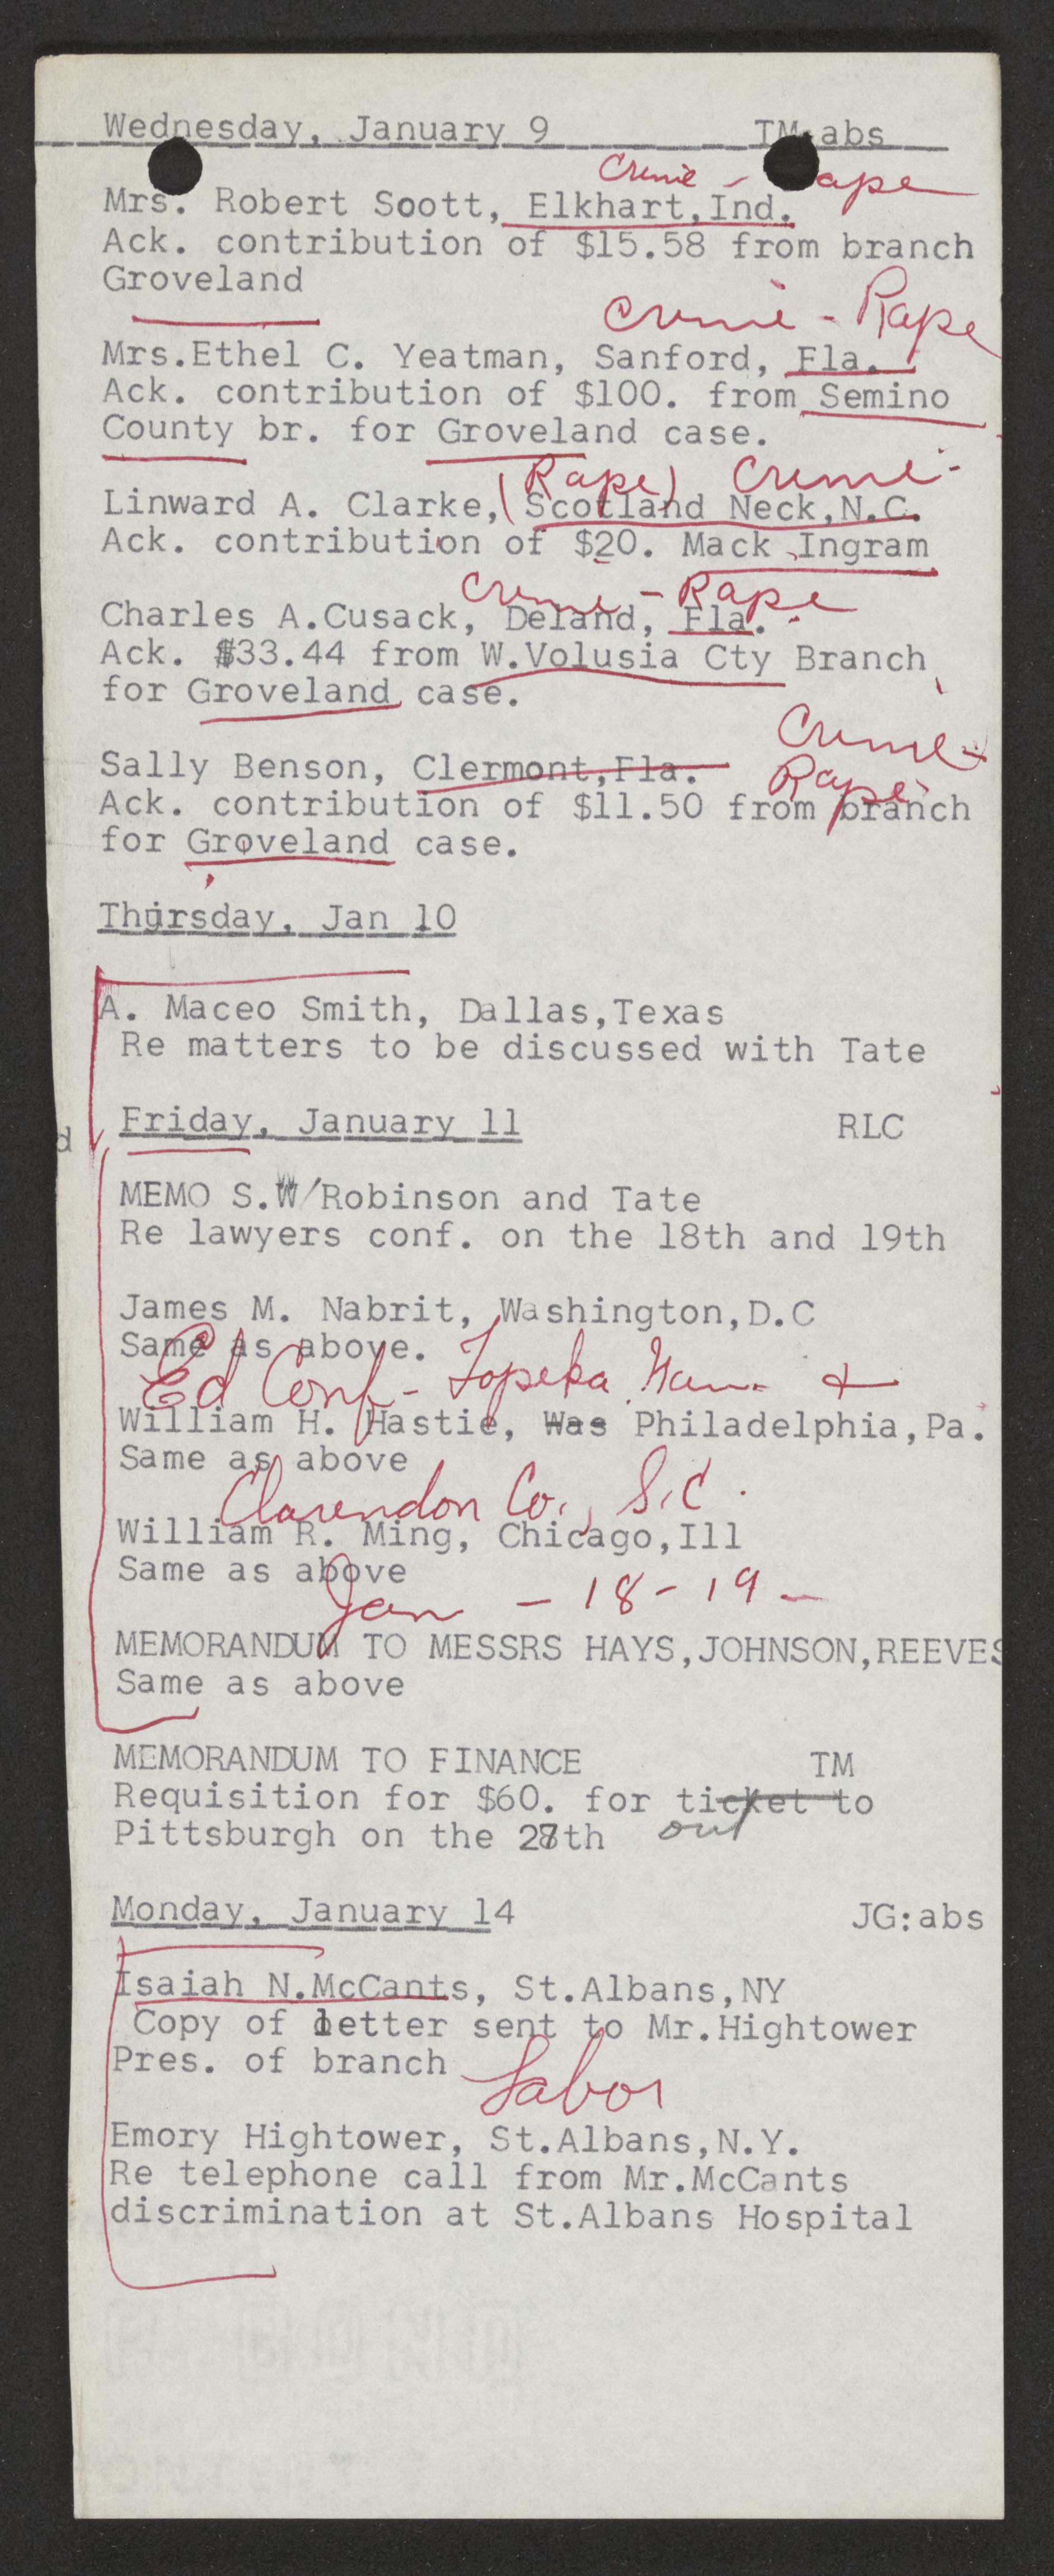 Wednesday, January 9 TM:abs
Crime - Rape
Mrs. Robert Scott, Elkhart,Ind.
Ack. contribution of $15.58 from branch
Groveland
Crime - Rape
Mrs.Ethel C. Yeatman, Sanford, Fla.
Ack. contribution of $100. from Semino
County br. for Groveland case.
(Rape) Crime-
Linward A. Clarke, Scotland Neck,N.C.
Ack. contribution of $20. Mack Ingram
Crime - Rape
Charles A.Cusack, Deland, Fla.
Ack. $33.44 from W.Volusia Cty Branch
for Groveland case.
Crime-
Sally Benson, Clermont,Fla.
Rape
Ack. contribution of $11.50 from branch
for Groveland case.
Thursday, Jan 10
A. Maceo Smith, Dallas,Texas
Re matters to be discussed with Tate
d
Friday, January 11 RLC
MEMO S.W/Robinson and Tate
Re lawyers conf. on the 18th and 19th
James M. Nabrit, Washington,D.C
Same as above.
Ed Conf- Topeka Kan. +
William H. Hastie, Was Philadelphia,Pa.
Same as above
Clarendon Co., S.C.
William R. Ming, Chicago,Ill
Same as above
Jan - 18-19-
MEMORANDUM TO MESSRS HAYS,JOHNSON,REEVES
Same as above
MEMORANDUM TO FINANCE TM
Requisition for $60. for ticket to
out
Pittsburgh on the 27th
Monday, January 14 JG:abs
Isaiah N.McCants, St.Albans,NY
Copy of letter sent to Mr.Hightower
Pres. of branch
Labor
Emory Hightower, St.Albans,N.Y.
Re telephone call from Mr.McCants
discrimination at St.Albans Hospital